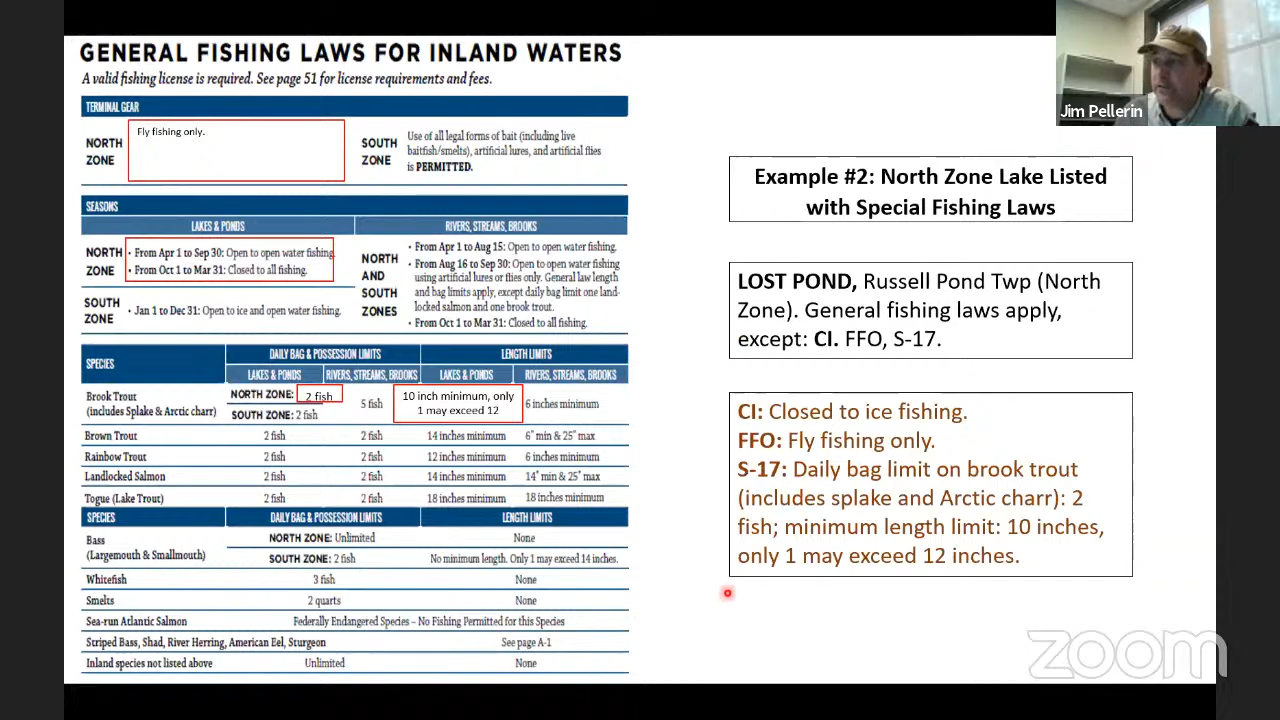 GENERAL FISHING LAWS FOR INLAND WATERS
A valid fishing license is required. See page 51 for license requirements and fees.
TERMINAL GEAR
NORTH ZONE
Fly fishing only.
SOUTH ZONE
Use of all legal forms of bait (including live
baitfish/smelts), artificial lures, and artificial flies
is PERMITTED.
SEASONS
LAKES & PONDS
RIVERS, STREAMS, BROOKS
NORTH ZONE
• From Apr 1 to Sep 30: Open to open water fishing.
• From Oct 1 to Mar 31: Closed to all fishing.
SOUTH ZONE
• Jan 1 to Dec 31: Open to ice and open water fishing.
NORTH AND SOUTH ZONES
• From Apr 1 to Aug 15: Open to open water fishing.
• From Aug 16 to Sep 30: Open to open water fishing
using artificial lures or flies only. General law length
and bag limits apply, except daily bag limit one land-
locked salmon and one brook trout.
• From Oct 1 to Mar 31: Closed to all fishing.
SPECIES
DAILY BAG & POSSESSION LIMITS
LENGTH LIMITS
LAKES & PONDS
RIVERS, STREAMS, BROOKS
LAKES & PONDS
RIVERS, STREAMS, BROOKS
Brook Trout
(includes Splake & Arctic charr)
NORTH ZONE: 2 fish
SOUTH ZONE: 2 fish
5 fish
10 inch minimum, only
1 may exceed 12
6 inches minimum
Brown Trout 2 fish 2 fish 14 inches minimum 6" min & 25" max
Rainbow Trout 2 fish 2 fish 12 inches minimum 6 inches minimum
Landlocked Salmon 2 fish 2 fish 14 inches minimum 14" min & 25" max
Togue (Lake Trout) 2 fish 2 fish 18 inches minimum 18 inches minimum
SPECIES DAILY BAG & POSSESSION LIMITS LENGTH LIMITS
Bass
(Largemouth & Smallmouth)
NORTH ZONE: Unlimited None
SOUTH ZONE: 2 fish No minimum length. Only 1 may exceed 14 inches.
Whitefish 3 fish None
Smelts 2 quarts None
Sea-run Atlantic Salmon Federally Endangered Species – No Fishing Permitted for this Species
Striped Bass, Shad, River Herring, American Eel, Sturgeon See page A-1
Inland species not listed above Unlimited None
Example #2: North Zone Lake Listed
with Special Fishing Laws
LOST POND, Russell Pond Twp (North
Zone). General fishing laws apply,
except: CI. FFO, S-17.
CI: Closed to ice fishing.
FFO: Fly fishing only.
S-17: Daily bag limit on brook trout
(includes splake and Arctic charr): 2
fish; minimum length limit: 10 inches,
only 1 may exceed 12 inches.
Jim Pellerin
zoom